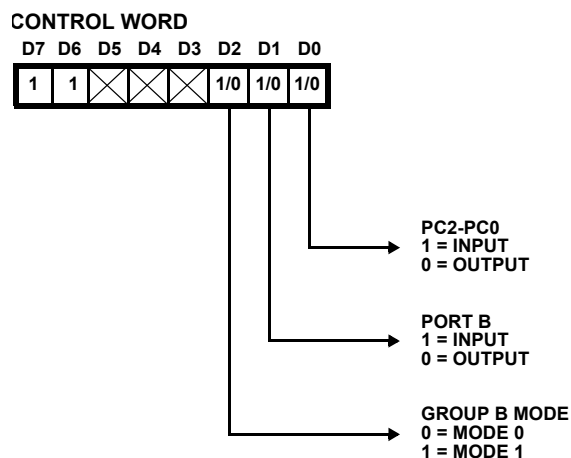 CONTROL WORD
D7 D6 D5 D4 D3 D2 D1 D0
1 1 1/0 1/0 1/0
PC2-PC0
1 = INPUT
0 = OUTPUT
PORT B
1 = INPUT
0 = OUTPUT
GROUP B MODE
0 = MODE 0
1 = MODE 1